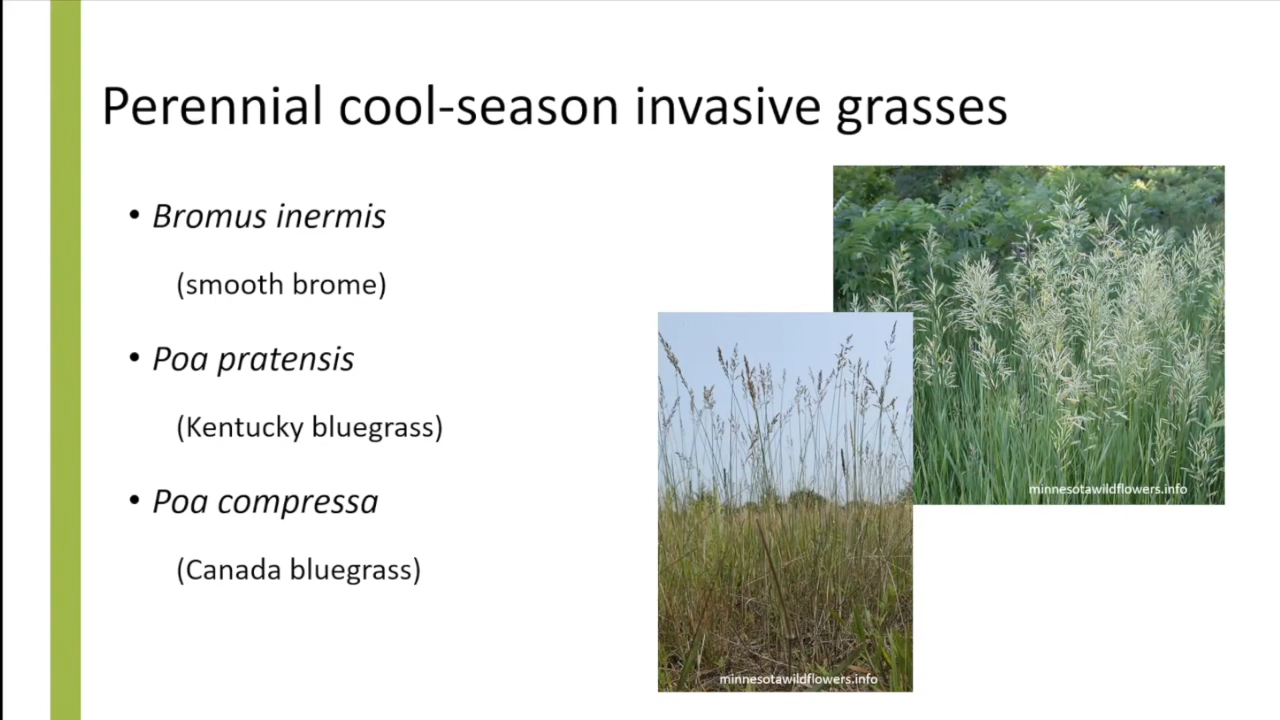 Perennial cool-season invasive grasses
• Bromus inermis
(smooth brome)
• Poa pratensis
(Kentucky bluegrass)
• Poa compressa
(Canada bluegrass)
minnesotawildflowers.info
minnesotawildflowers.info